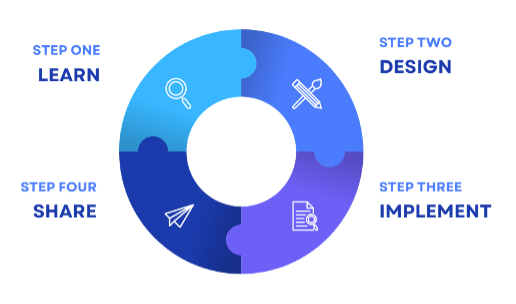 STEP ONE
LEARN
STEP TWO
DESIGN
STEP THREE
IMPLEMENT
STEP FOUR
SHARE